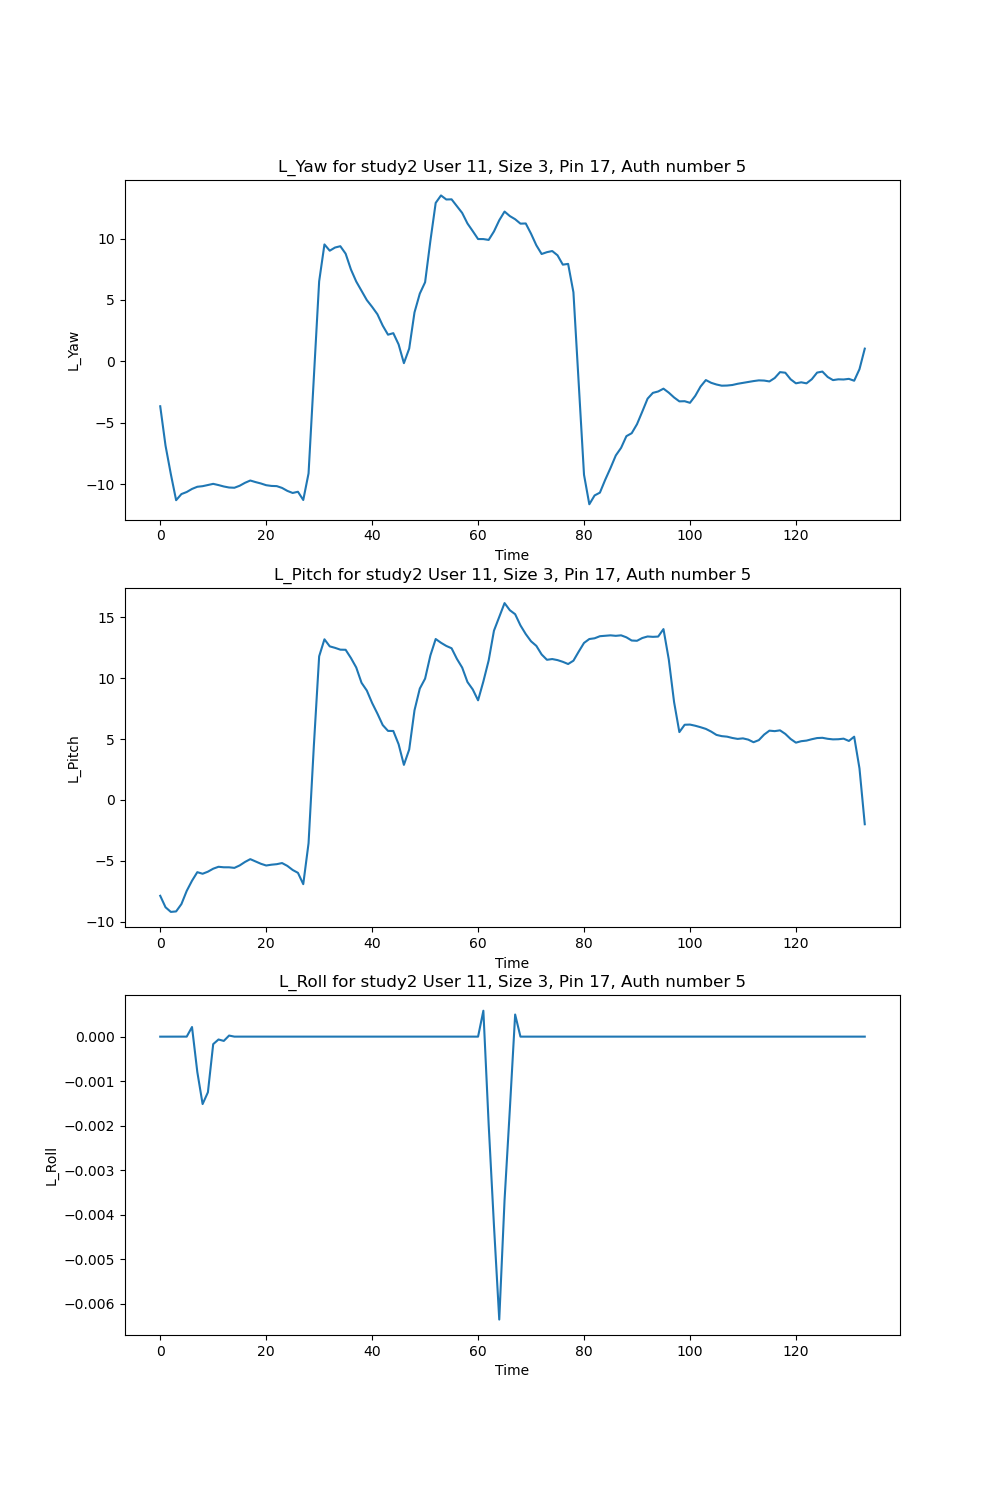 L_Yaw for study2 User 11, Size 3, Pin 17, Auth number 5
10
5
0
−5
−10
L_Yaw
0 20 40 60 80 100 120
Time
L_Pitch for study2 User 11, Size 3, Pin 17, Auth number 5
15
10
5
0
−5
−10
L_Pitch
0 20 40 60 80 100 120
Time
L_Roll for study2 User 11, Size 3, Pin 17, Auth number 5
0.000
−0.001
−0.002
−0.003
−0.004
−0.005
−0.006
L_Roll
0 20 40 60 80 100 120
Time